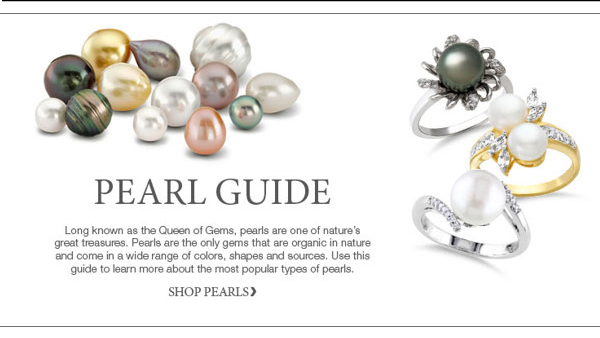 PEARL GUIDE
Long known as the Queen of Gems, pearls are one of nature's
great treasures. Pearls are the only gems that are organic in nature
and come in a wide range of colors, shapes and sources. Use this
guide to learn more about the most popular types of pearls.
SHOP PEARLS❯